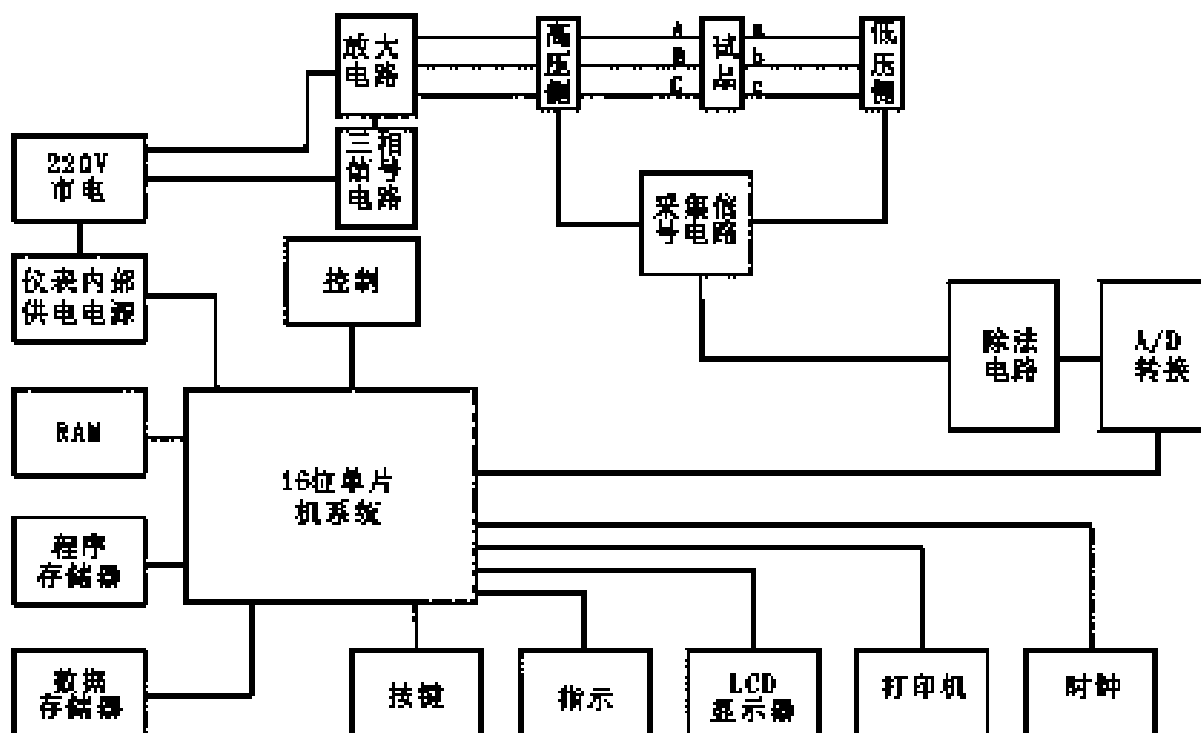 放大
电路
高
压
侧
A
B
C
试
品
a
b
c
低
压
侧
220V
市电
三相
信号
电路
采集信
号电路
仪表内部
供电电源
控制
除法
电路
A/D
转换
RAM
16位单片
机系统
程序
存储器
数据
存储器
按键
指示
LCD
显示器
打印机
时钟